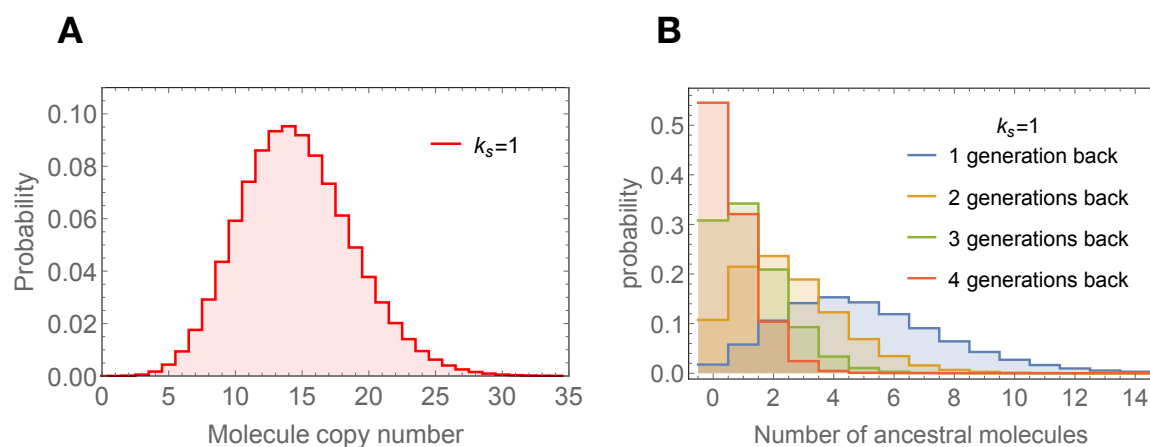 A
Probability
0.10
0.08
0.06
0.04
0.02
0.00
kₛ=1
0 5 10 15 20 25 30 35
Molecule copy number
B
probability
0.5
0.4
0.3
0.2
0.1
0.0
kₛ=1
1 generation back
2 generations back
3 generations back
4 generations back
0 2 4 6 8 10 12 14
Number of ancestral molecules